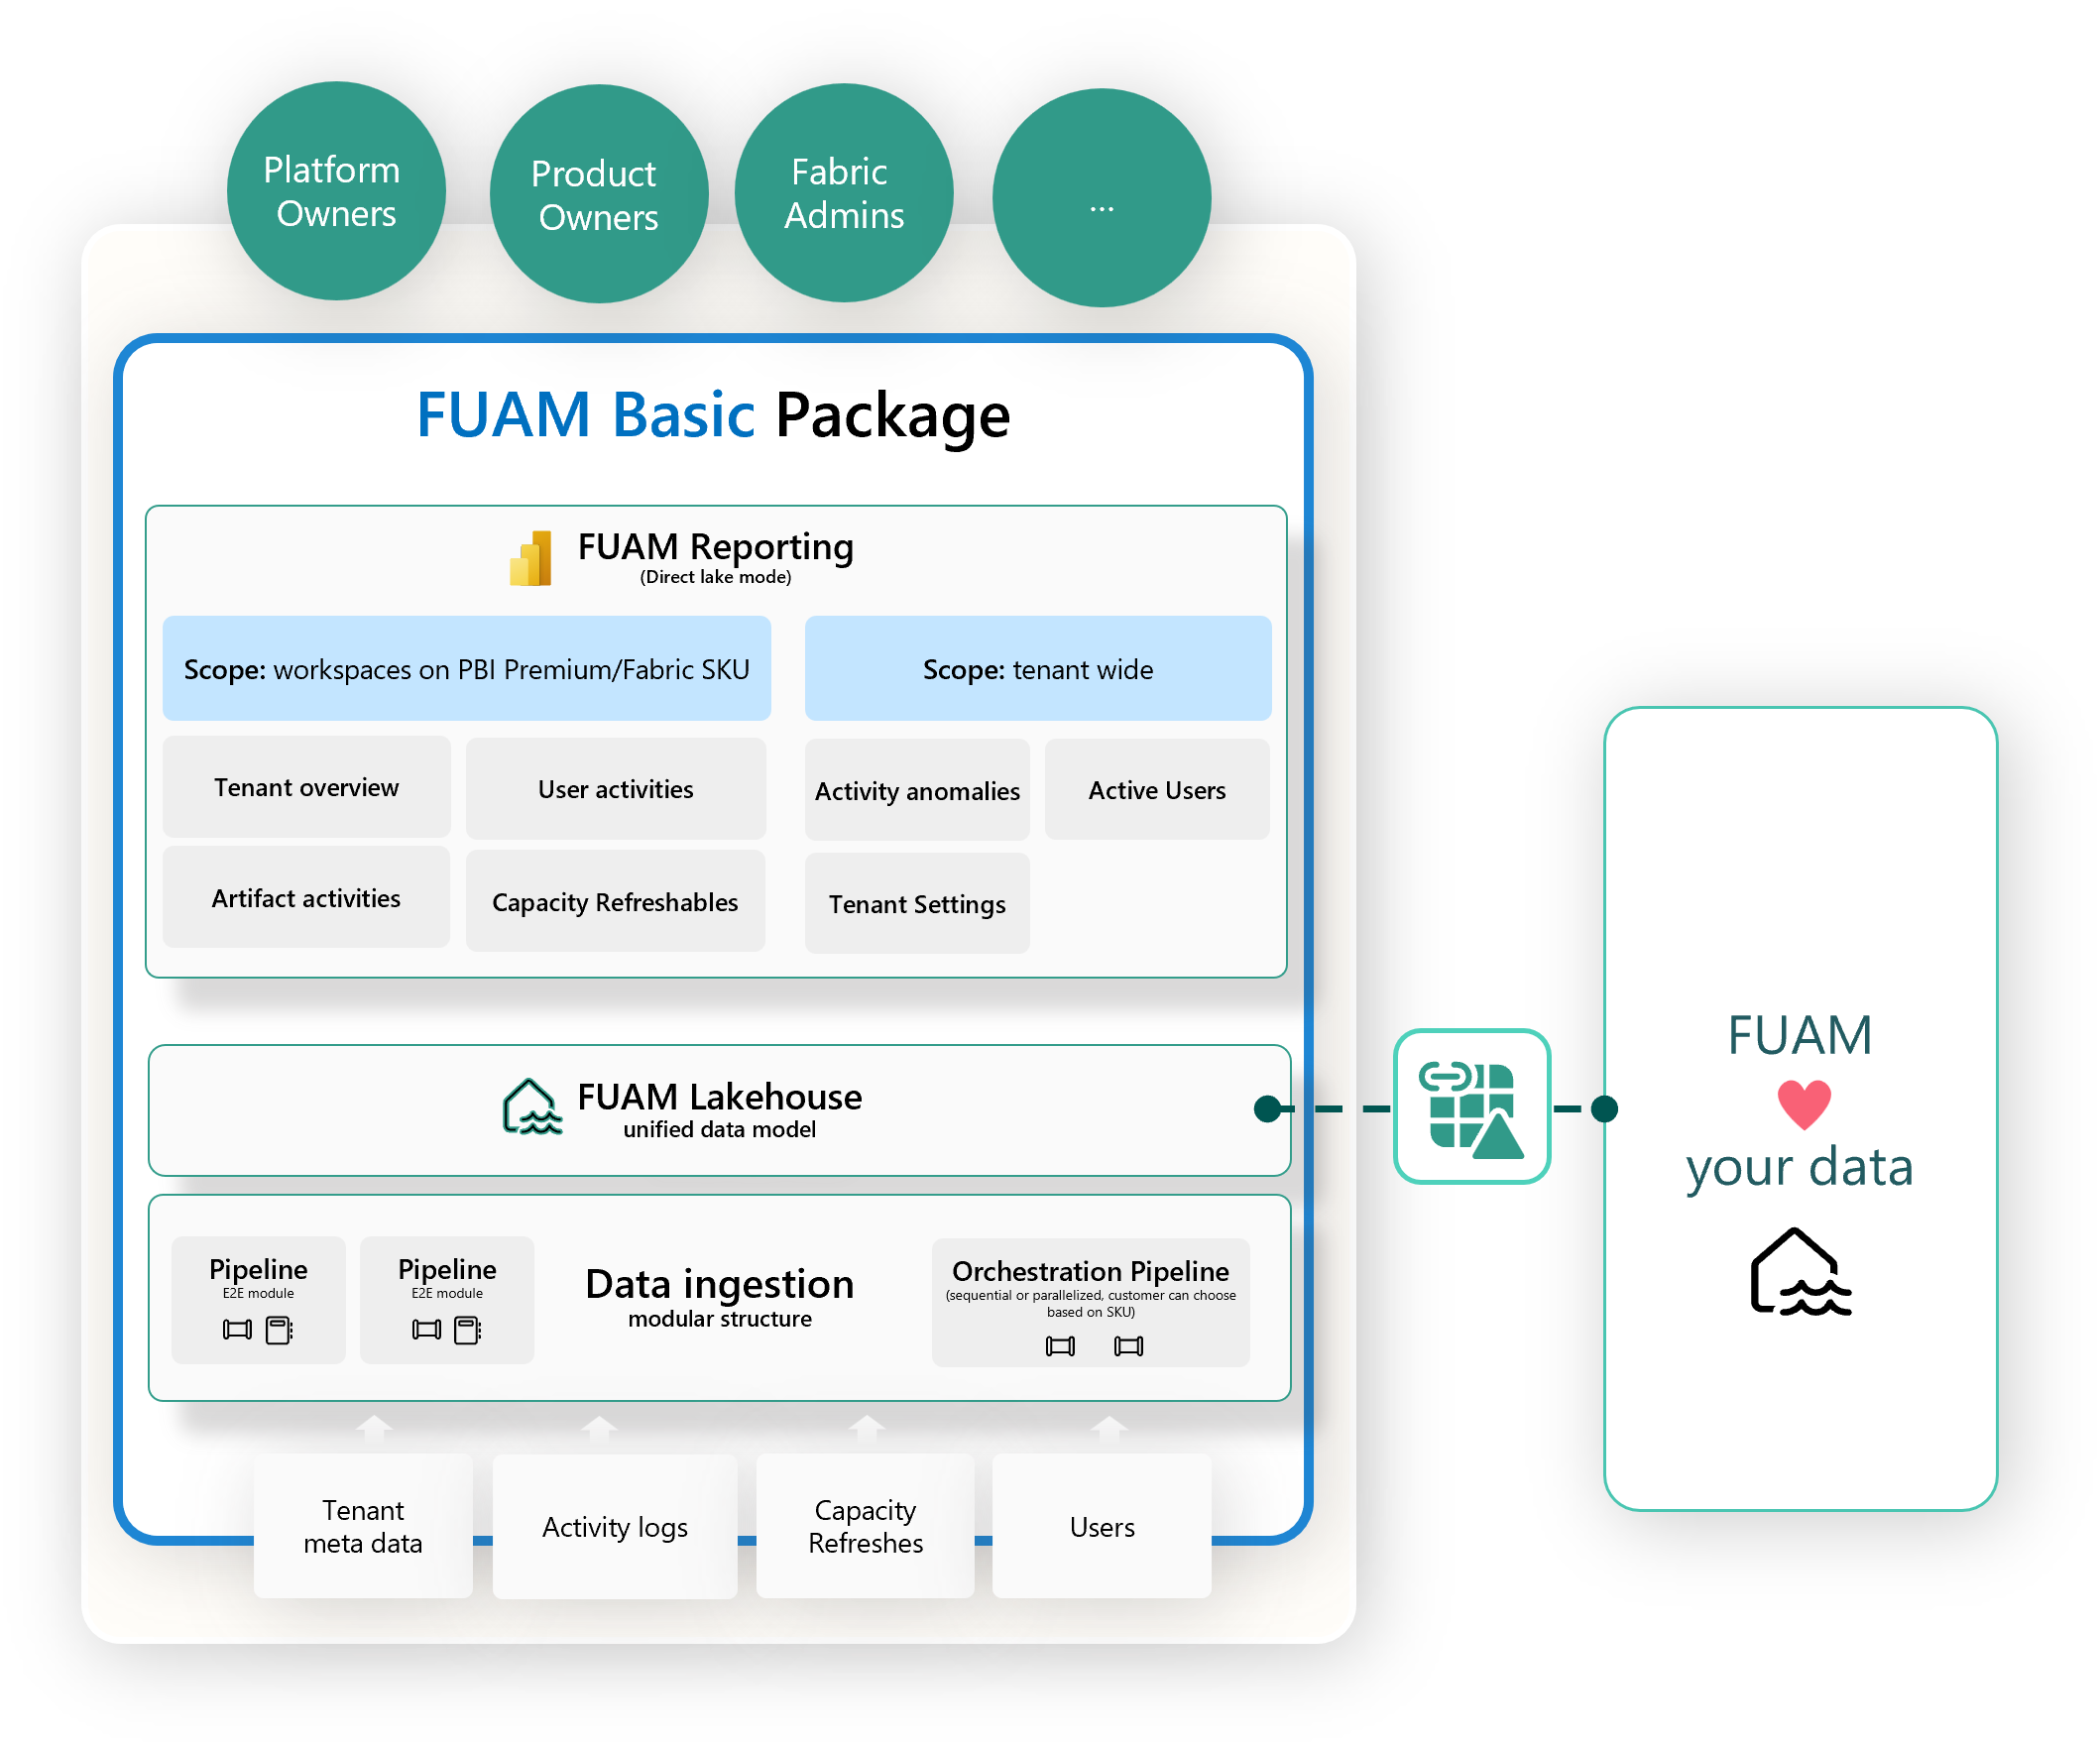 Platform
Owners
Product
Owners
Fabric
Admins
...
FUAM Basic Package
FUAM Reporting
(Direct lake mode)
Scope: workspaces on PBI Premium/Fabric SKU
Scope: tenant wide
Tenant overview
User activities
Activity anomalies
Active Users
Artifact activities
Capacity Refreshables
Tenant Settings
FUAM Lakehouse
unified data model
Pipeline
E2E module
Pipeline
E2E module
Data ingestion
modular structure
Orchestration Pipeline
(sequential or parallelized, customer can choose
based on SKU)
Tenant
meta data
Activity logs
Capacity
Refreshes
Users
FUAM
your data